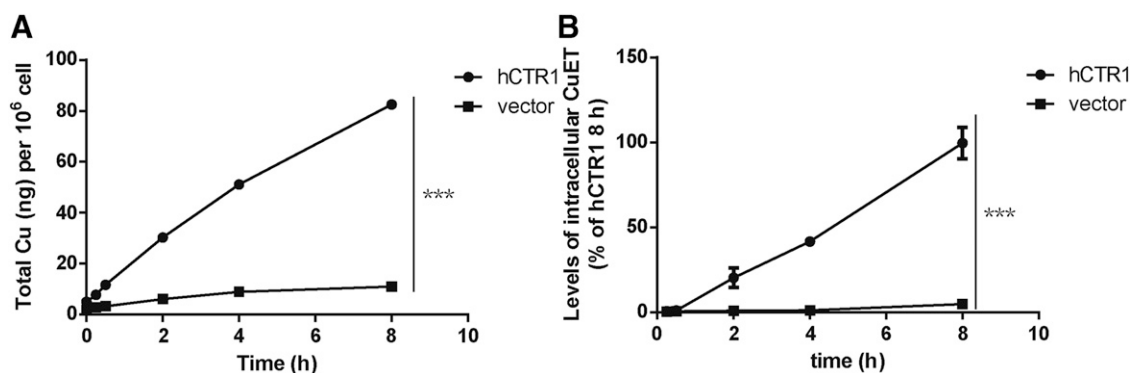 A
Total Cu (ng) per 10⁶ cell
100
80
60
40
20
0
0 2 4 6 8 10
Time (h)
hCTR1
vector
***
B
Levels of intracellular CuET
(% of hCTR1 8 h)
150
100
50
0
0 2 4 6 8 10
time (h)
hCTR1
vector
***